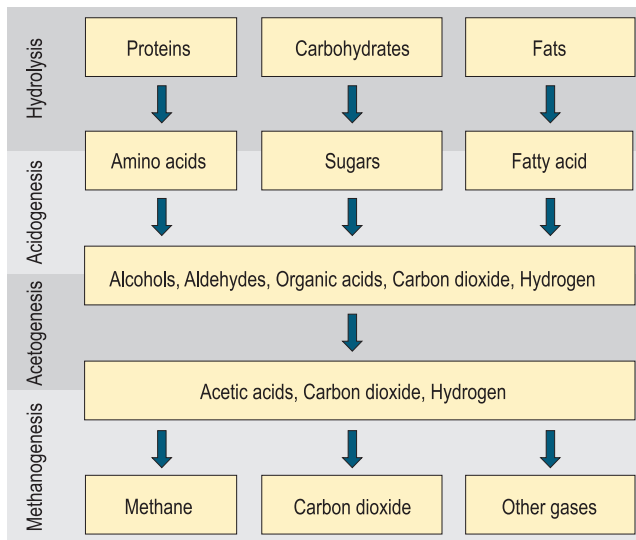 Hydrolysis
Proteins
Carbohydrates
Fats
Amino acids
Sugars
Fatty acid
Acidogenesis
Alcohols, Aldehydes, Organic acids, Carbon dioxide, Hydrogen
Acetogenesis
Acetic acids, Carbon dioxide, Hydrogen
Methanogenesis
Methane
Carbon dioxide
Other gases